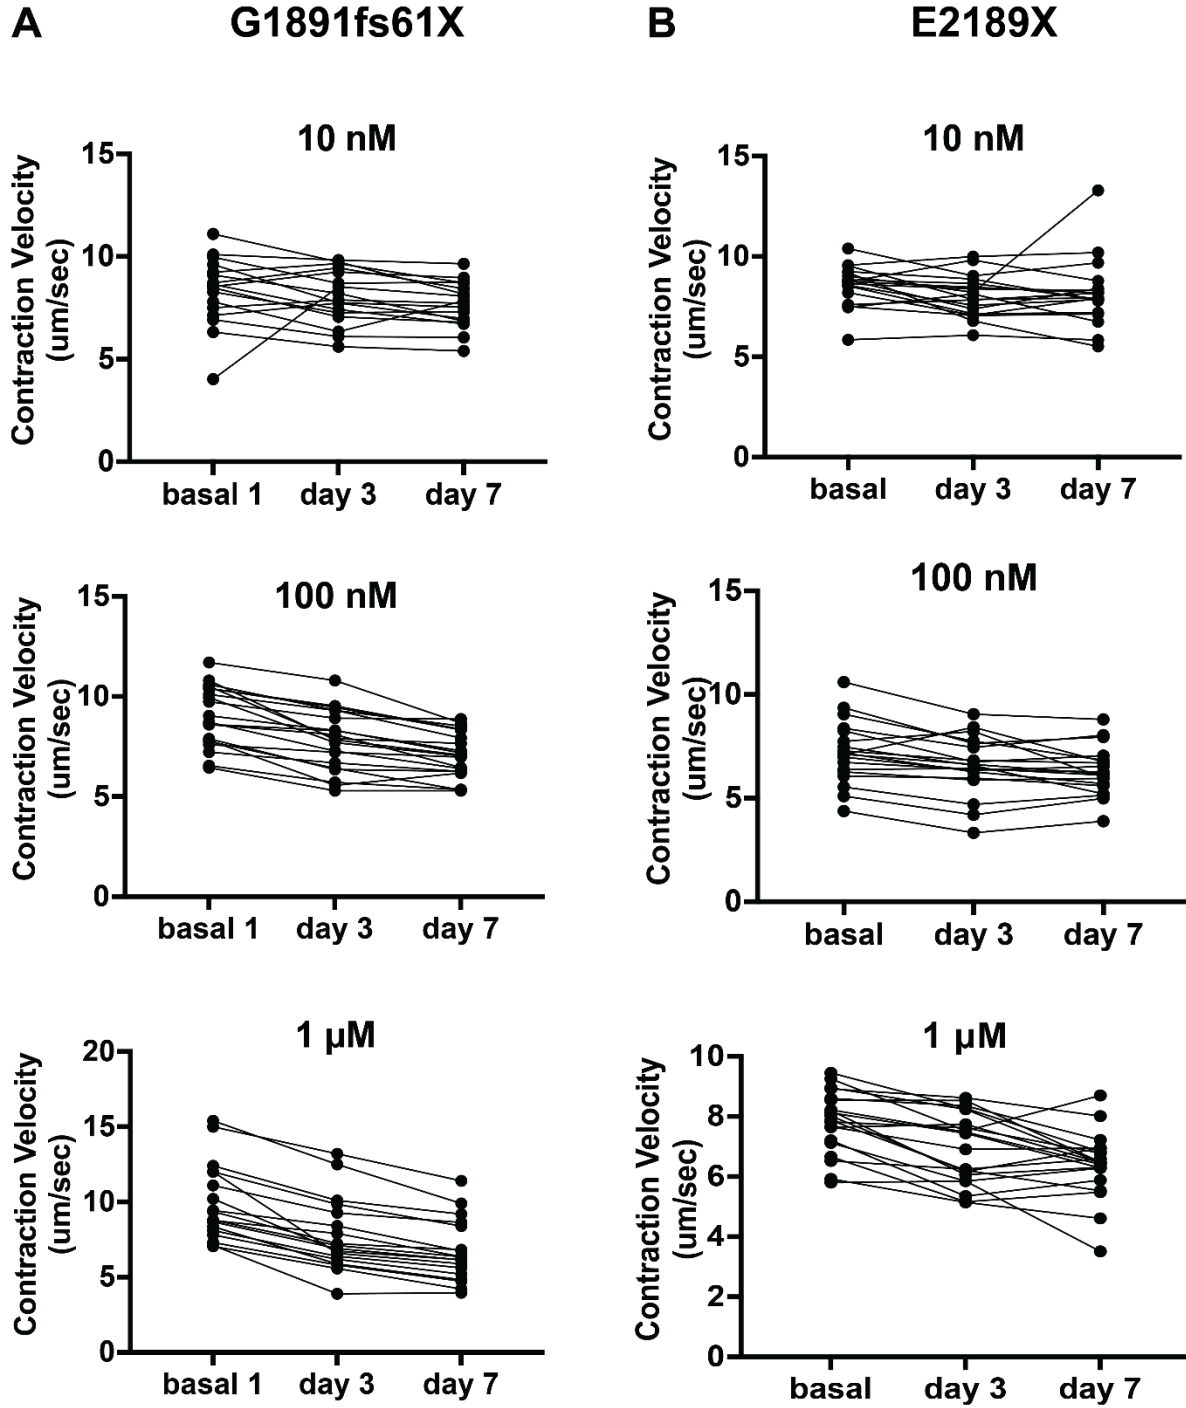 A G1891fs61X
B E2189X
10 nM
Contraction Velocity
(um/sec)
15
10
5
0
basal 1 day 3 day 7
10 nM
Contraction Velocity
(um/sec)
15
10
5
0
basal day 3 day 7
100 nM
Contraction Velocity
(um/sec)
15
10
5
0
basal 1 day 3 day 7
100 nM
Contraction Velocity
(um/sec)
15
10
5
0
basal day 3 day 7
1 µM
Contraction Velocity
(um/sec)
20
15
10
5
0
basal 1 day 3 day 7
1 µM
Contraction Velocity
(um/sec)
10
8
6
4
2
0
basal day 3 day 7